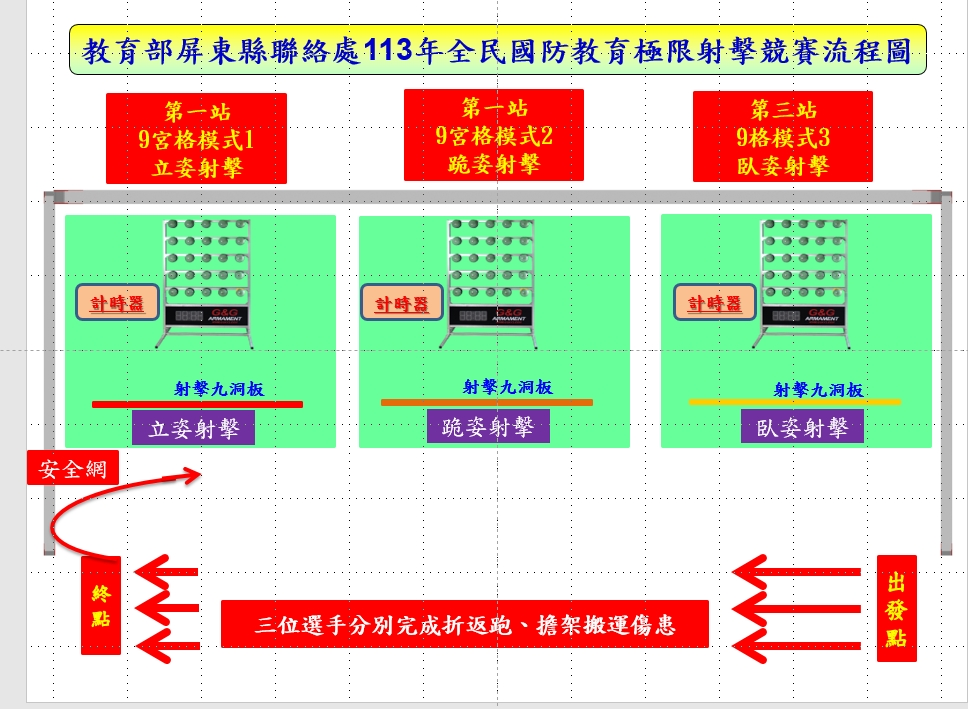 教育部屏東縣聯絡處113年全民國防教育極限射擊競賽流程圖
第一站
9宮格模式1
立姿射擊
第一站
9宮格模式2
跪姿射擊
第三站
9格模式3
臥姿射擊
計時器
G&G
ARMAMENT
計時器
G&G
ARMAMENT
計時器
G&G
ARMAMENT
射擊九洞板
射擊九洞板
射擊九洞板
立姿射擊
跪姿射擊
臥姿射擊
安全網
終點
三位選手分別完成折返跑、擔架搬運傷患
出發點